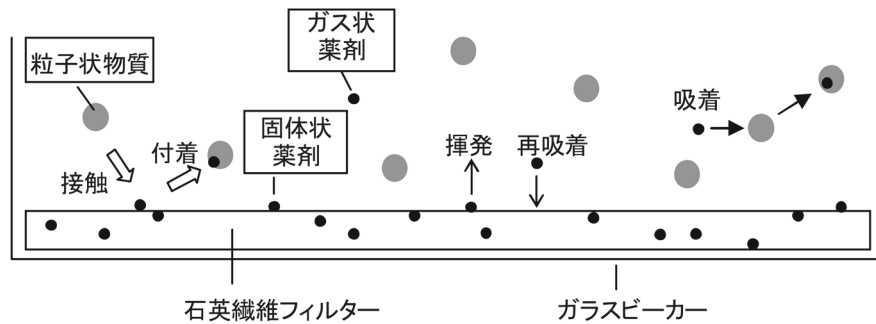 ガス状
薬剤
粒子状物質
固体状
薬剤
付着
接触
揮発
再吸着
吸着
石英繊維フィルター
ガラスビーカー